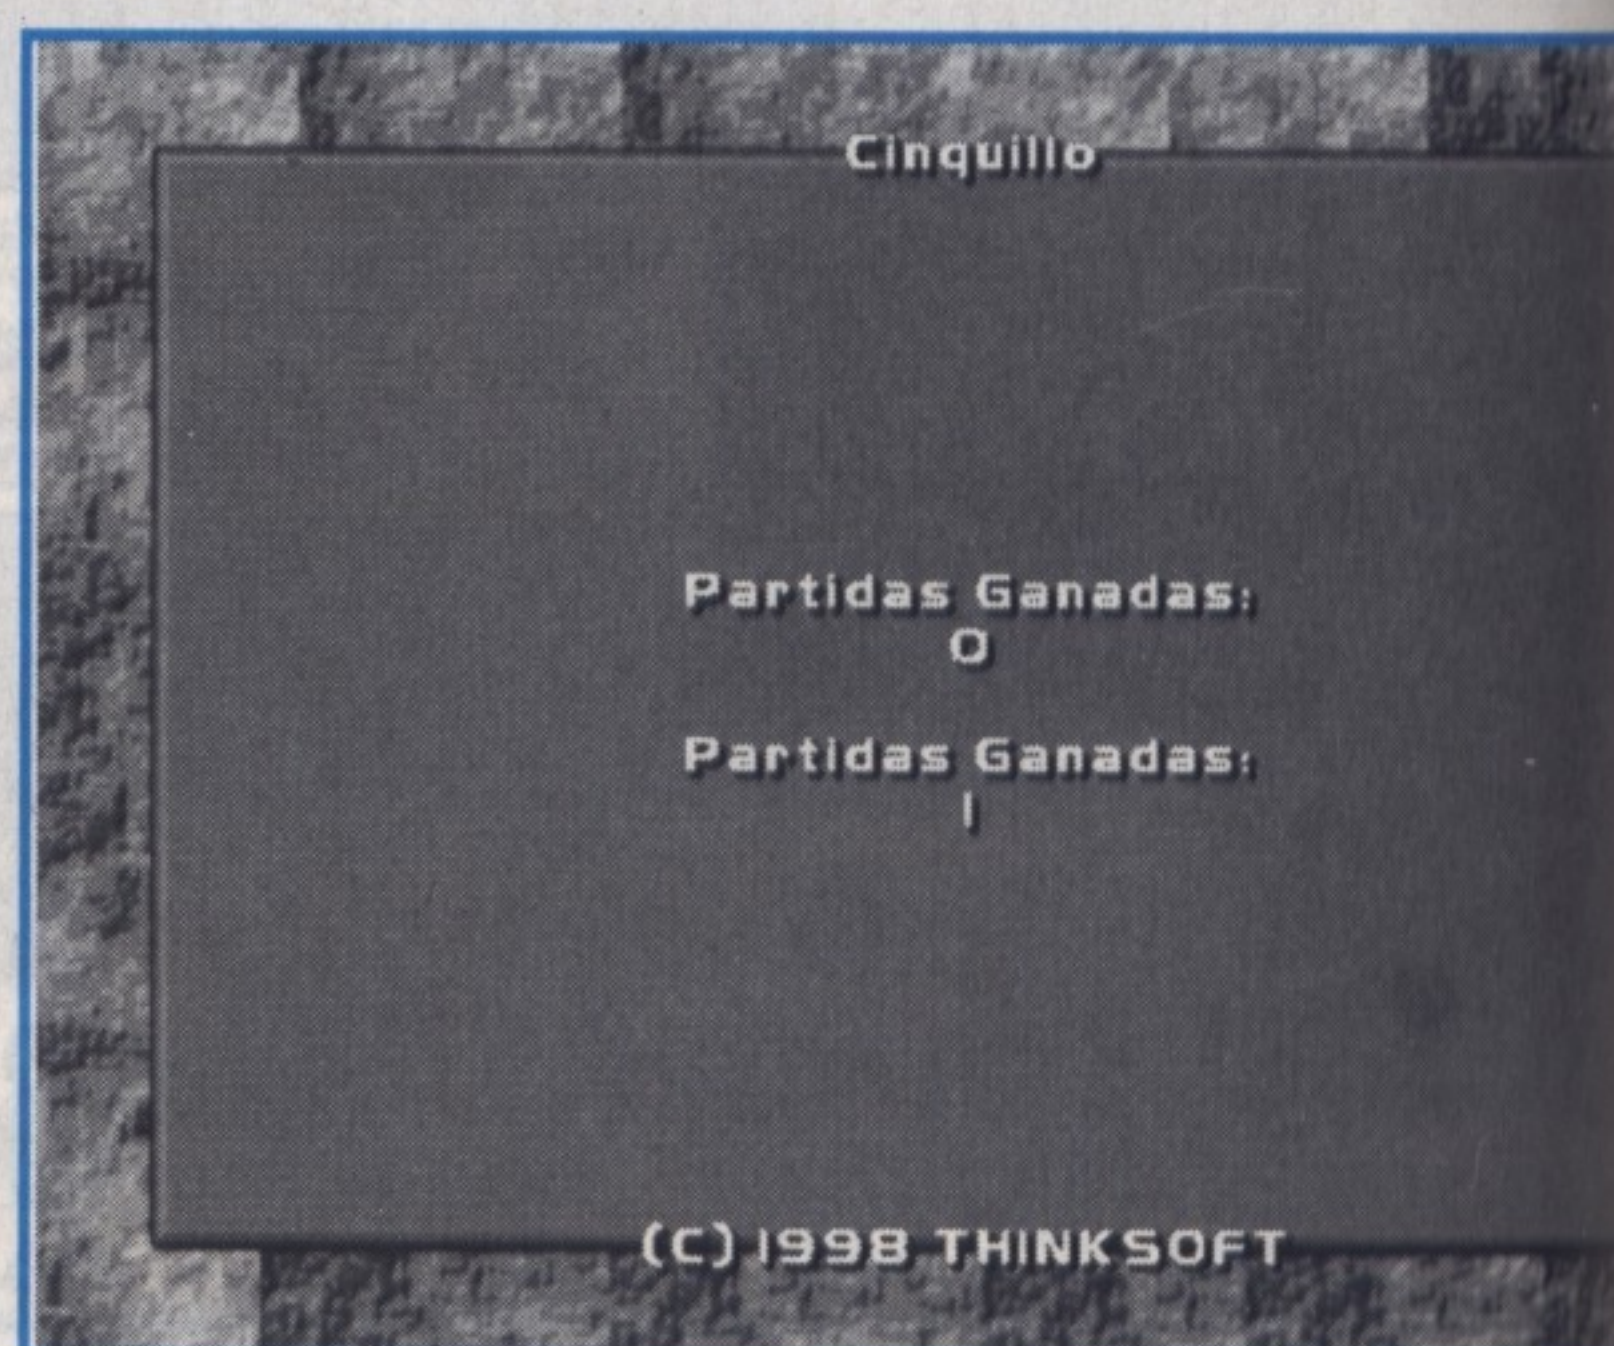 Cinquillo
Partidas Ganadas:
0
Partidas Ganadas:
1
(C) 1998 THINKSOFT